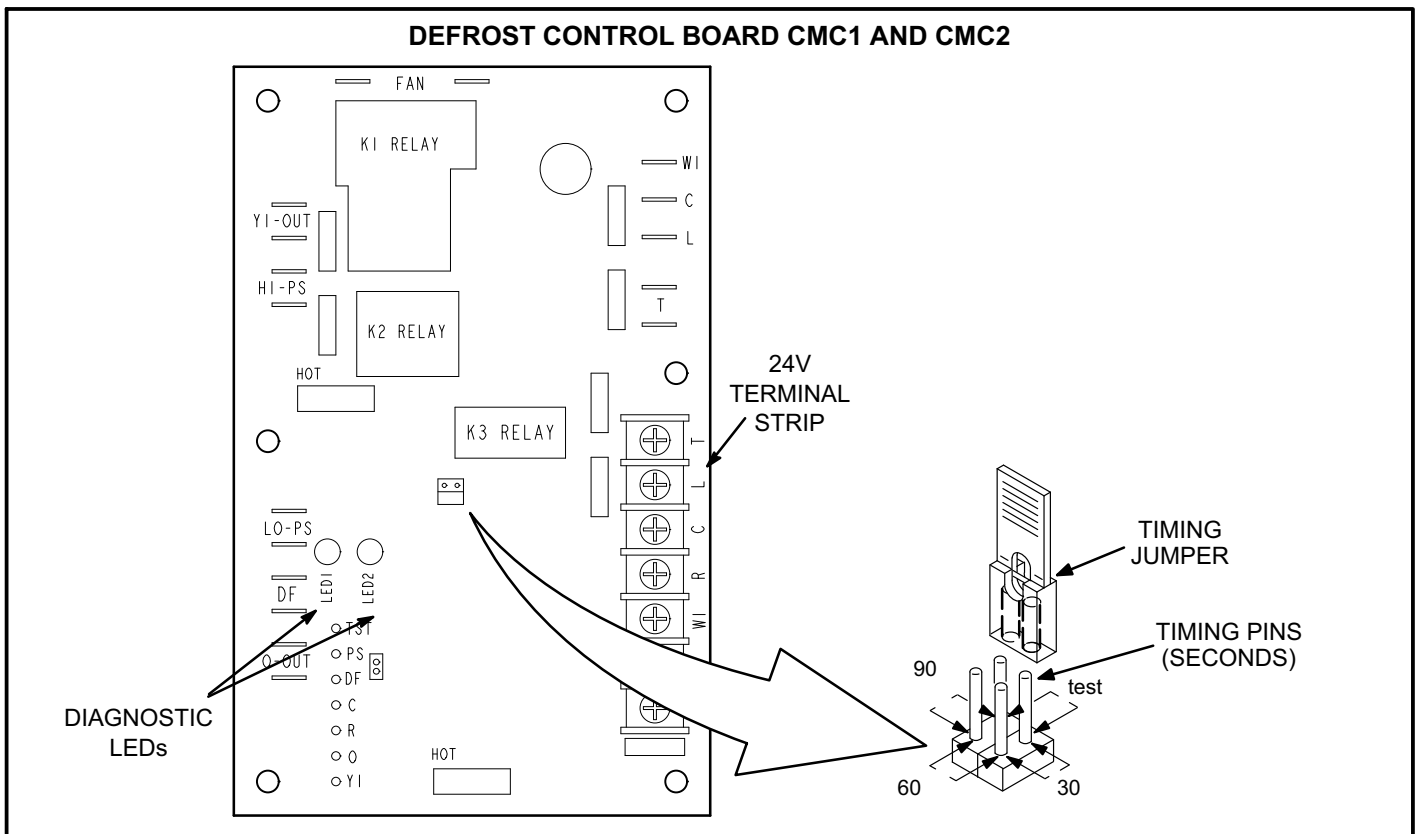 DEFROST CONTROL BOARD CMC1 AND CMC2
FAN
K1 RELAY
W1
C
L
T
Y1-OUT
HI-PS
K2 RELAY
HOT
K3 RELAY
24V
TERMINAL
STRIP
T
L
C
R
W1
LO-PS
DF
O-OUT
LED1
LED2
TST
PS
DF
C
R
O
Y1
HOT
DIAGNOSTIC
LEDs
TIMING
JUMPER
TIMING PINS
(SECONDS)
90
test
60
30